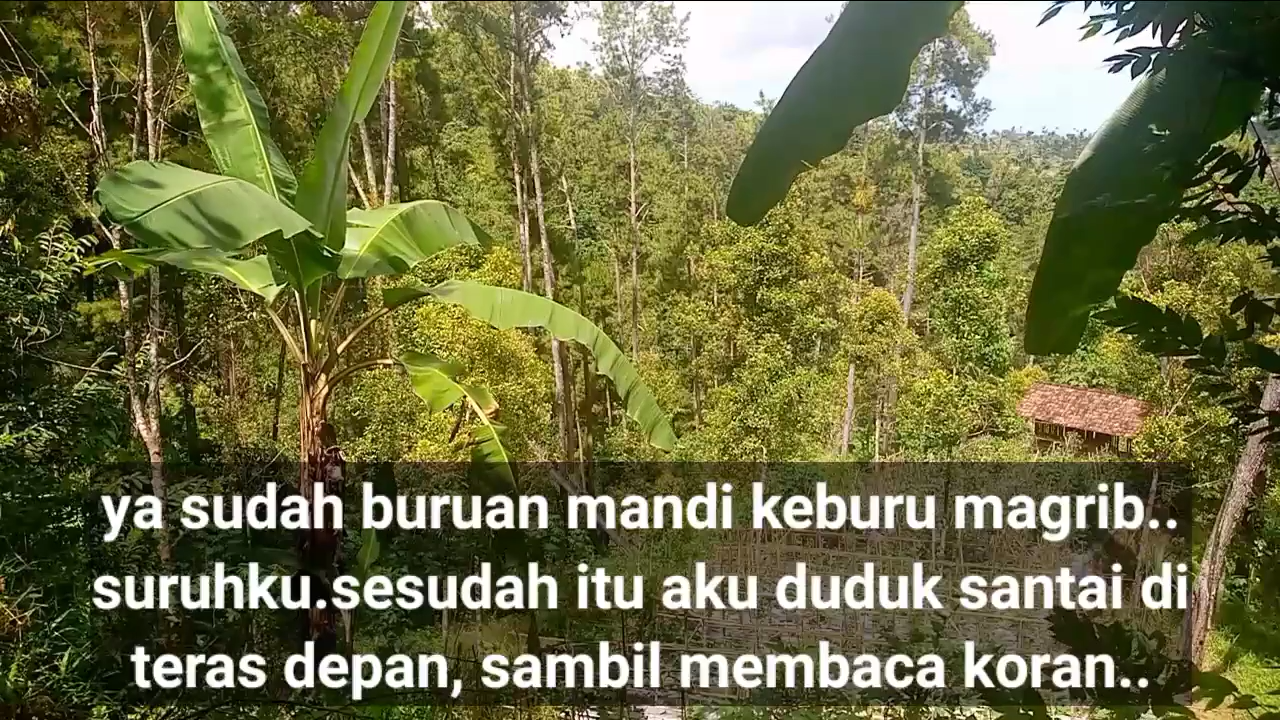 ya sudah buruan mandi keburu magrib..
suruhku.sesudah itu aku duduk santai di
teras depan, sambil membaca koran..